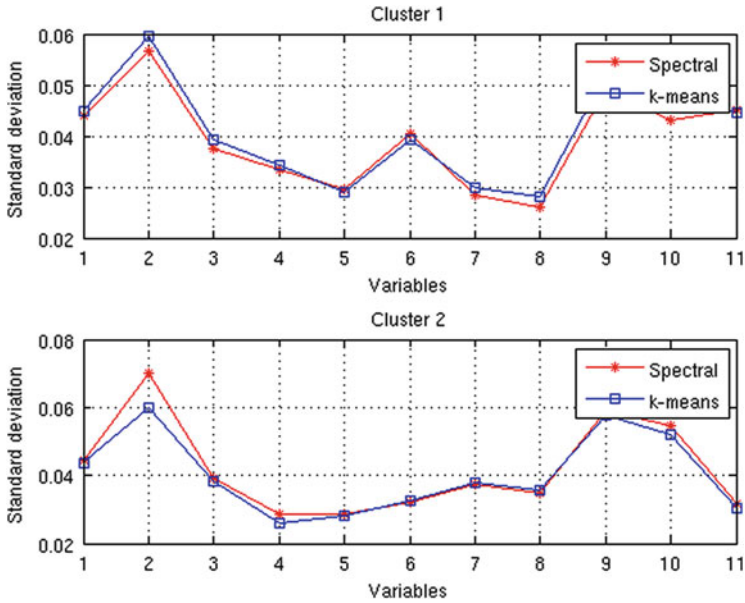 Cluster 1
Standard deviation
0.06
0.05
0.04
0.03
0.02
Spectral
k-means
1 2 3 4 5 6 7 8 9 10 11
Variables
Cluster 2
Standard deviation
0.08
0.06
0.04
0.02
Spectral
k-means
1 2 3 4 5 6 7 8 9 10 11
Variables